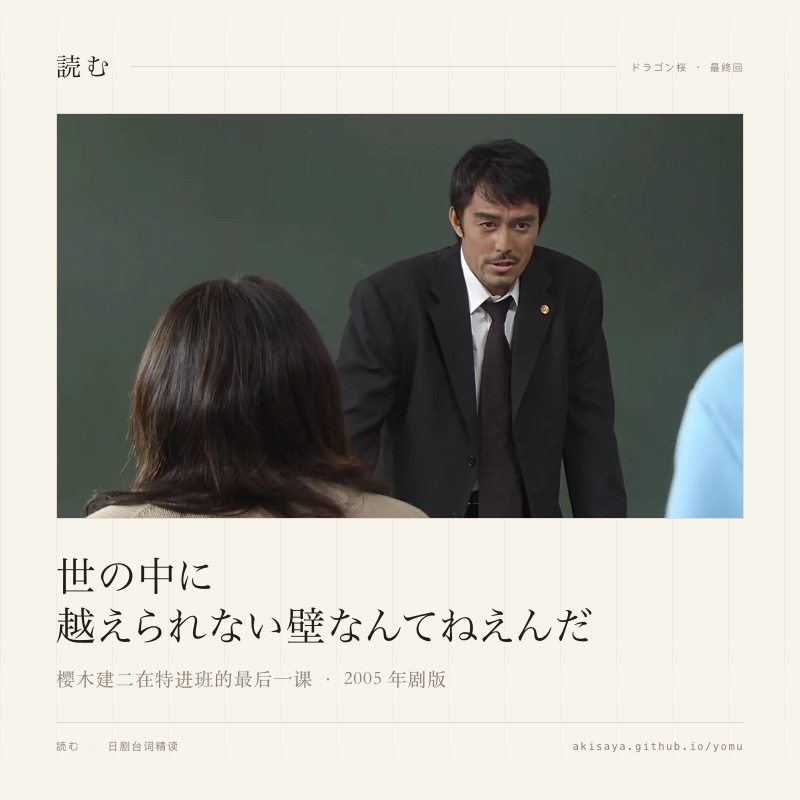 読む
ドラゴン桜 · 最終回
世の中に
越えられない壁なんてねえんだ
樱木建二在特进班的最后一课 · 2005 年剧版
読む · 日剧台词精读
akisaya.github.io/yomu